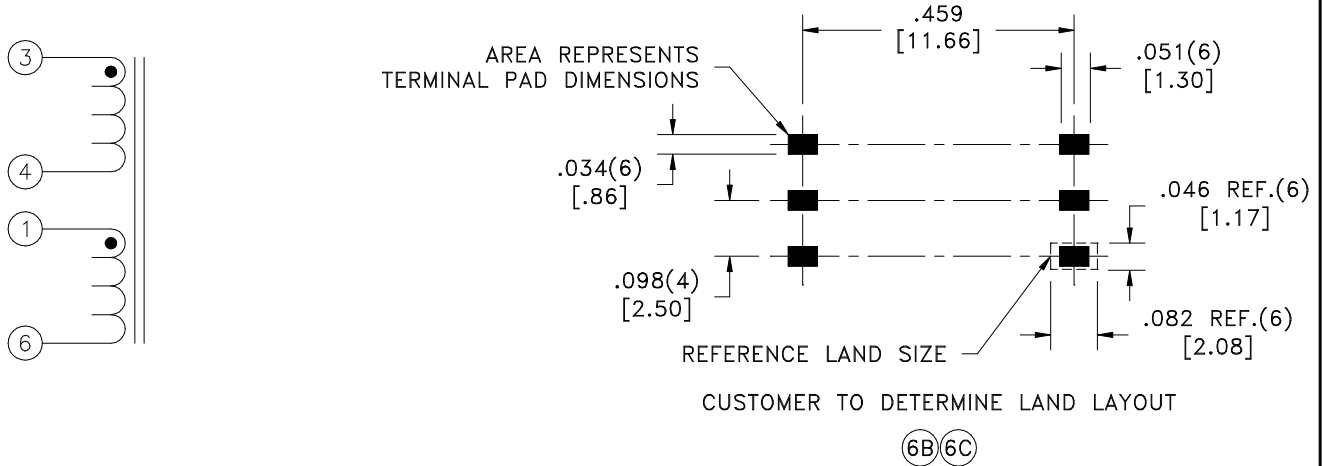 3
4
1
6
.459
[11.66]
AREA REPRESENTS
TERMINAL PAD DIMENSIONS
.051(6)
[1.30]
.034(6)
[.86]
.046 REF.(6)
[1.17]
.098(4)
[2.50]
.082 REF.(6)
[2.08]
REFERENCE LAND SIZE
CUSTOMER TO DETERMINE LAND LAYOUT
6B 6C